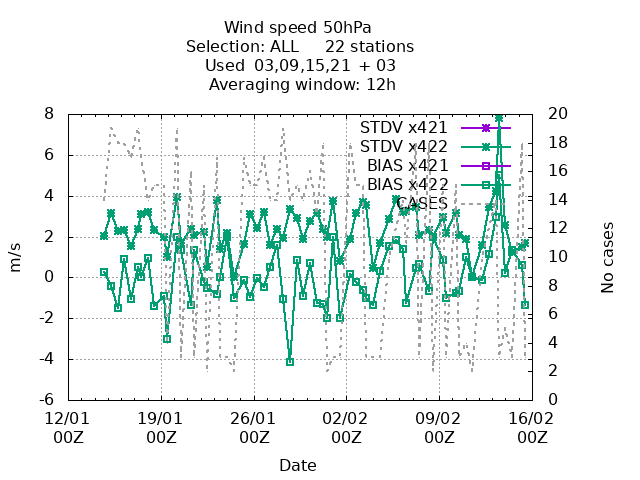 Wind speed 50hPa
Selection: ALL 22 stations
Used 03,09,15,21 + 03
Averaging window: 12h
8 20
6 18
4 16
2 14
0 12
-2 10
-4 8
-6 6
4
2
0
STDV x421
STDV x422
BIAS x421
BIAS x422
CASES
m/s
No cases
12/01 19/01 26/01 02/02 09/02 16/02
00Z 00Z 00Z 00Z 00Z 00Z
Date